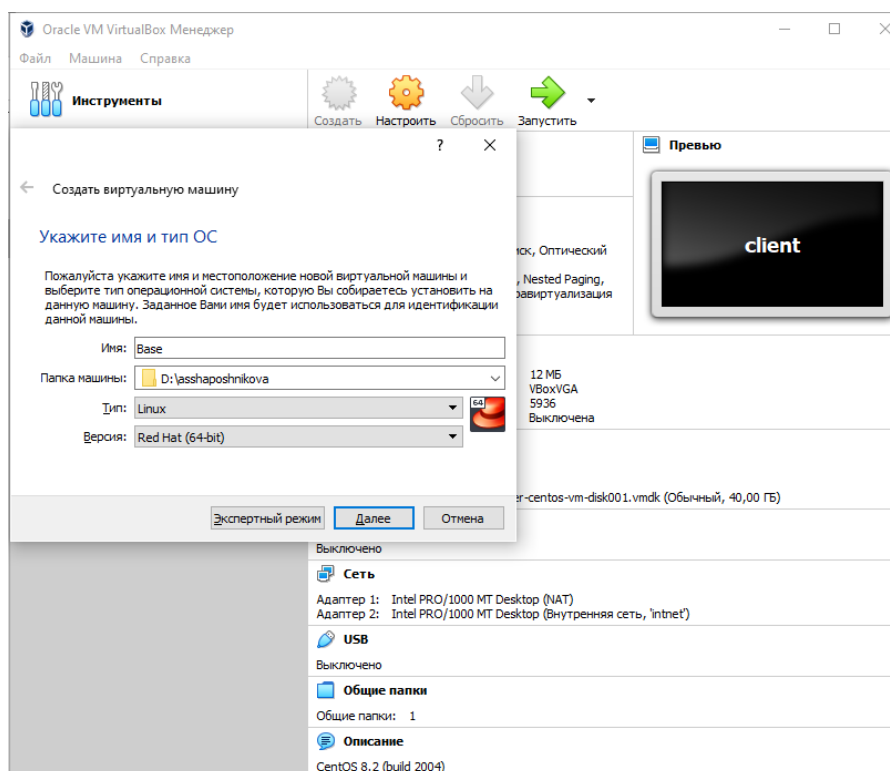 Oracle VM VirtualBox Менеджер
Файл Машина Справка
Инструменты
Создать Настроить Сбросить Запустить
?
Создать виртуальную машину
Укажите имя и тип ОС
Пожалуйста укажите имя и местоположение новой виртуальной машины и
выберите тип операционной системы, которую Вы собираетесь установить на
данную машину. Заданное Вами имя будет использоваться для идентификации
данной машины.
Имя: Base
Папка машины: D:\asshaposhnikova
Тип: Linux
64
Версия: Red Hat (64-bit)
Экспертный режим Далее Отмена
Превью
client
иск, Оптический
, Nested Paging,
равиртуализация
12 МБ
VBoxVGA
5936
Выключена
er-centos-vm-disk001.vmdk (Обычный, 40,00 ГБ)
Выключено
Сеть
Адаптер 1: Intel PRO/1000 MT Desktop (NAT)
Адаптер 2: Intel PRO/1000 MT Desktop (Внутренняя сеть, 'intnet')
USB
Выключено
Общие папки
Общие папки: 1
Описание
CentOS 8.2 (build 2004)